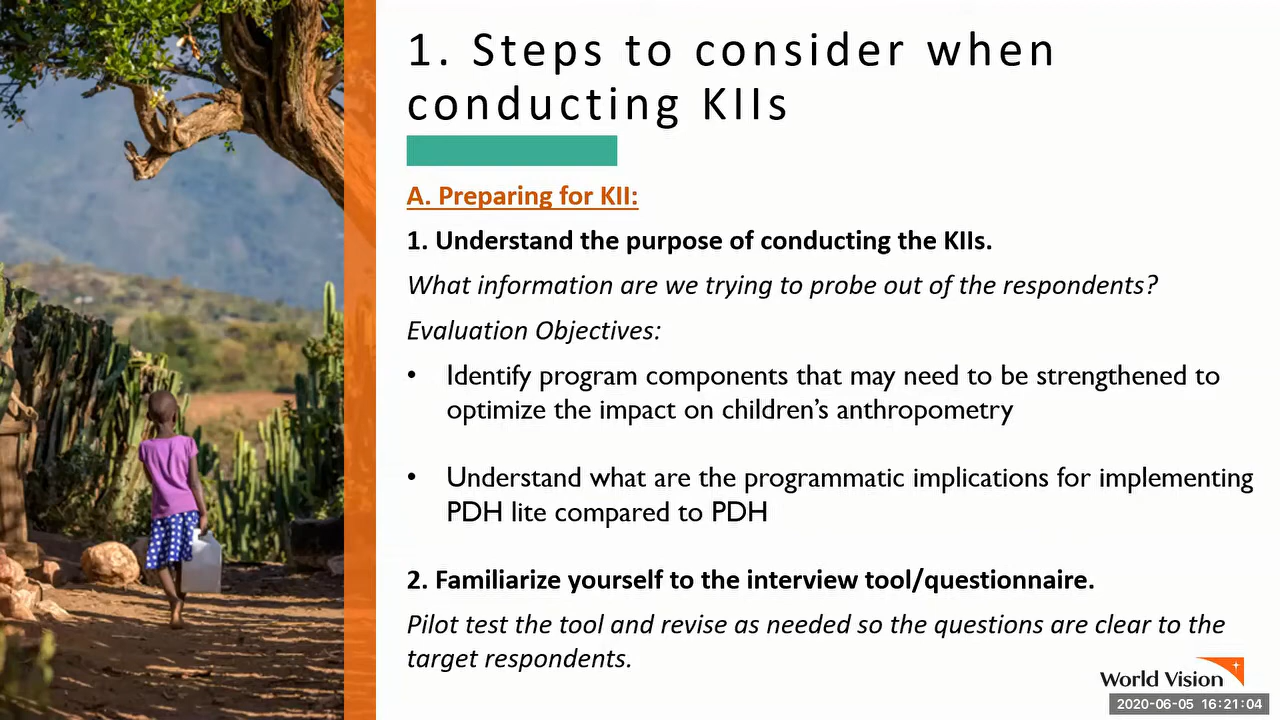 1. Steps to consider when
conducting KIIs
A. Preparing for KII:
1. Understand the purpose of conducting the KIIs.
What information are we trying to probe out of the respondents?
Evaluation Objectives:
• Identify program components that may need to be strengthened to
optimize the impact on children’s anthropometry
• Understand what are the programmatic implications for implementing
PDH lite compared to PDH
2. Familiarize yourself to the interview tool/questionnaire.
Pilot test the tool and revise as needed so the questions are clear to the
target respondents.
World Vision
2020-06-05 16:21:04